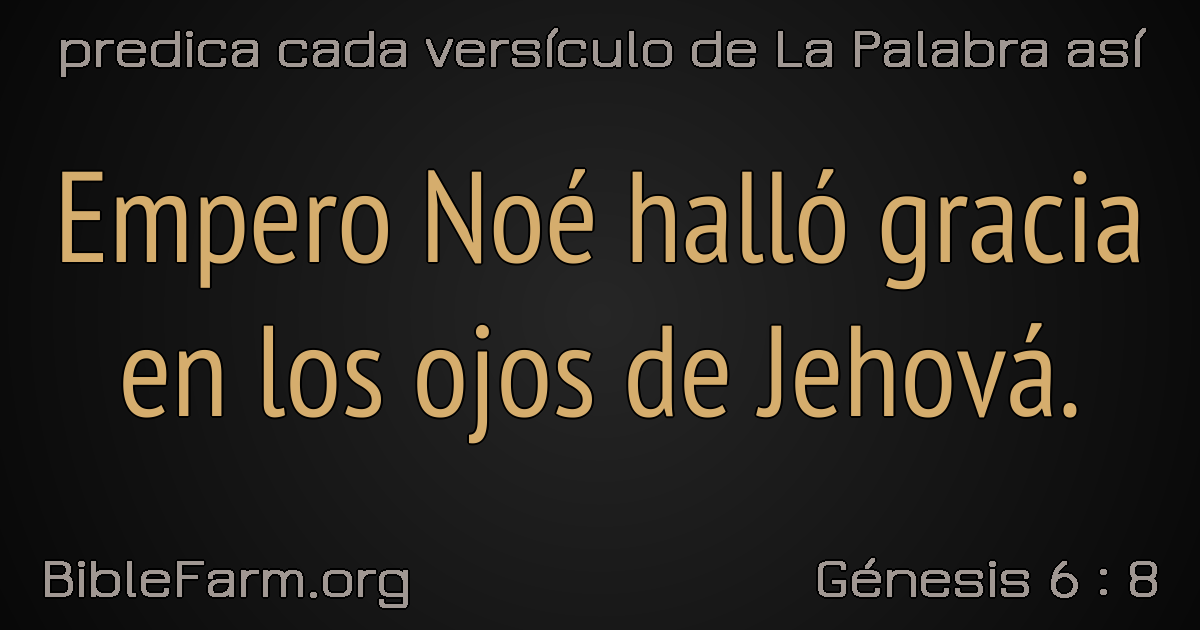 predica cada versículo de La Palabra así
Empero Noé halló gracia
en los ojos de Jehová.
BibleFarm.org
Génesis 6 : 8